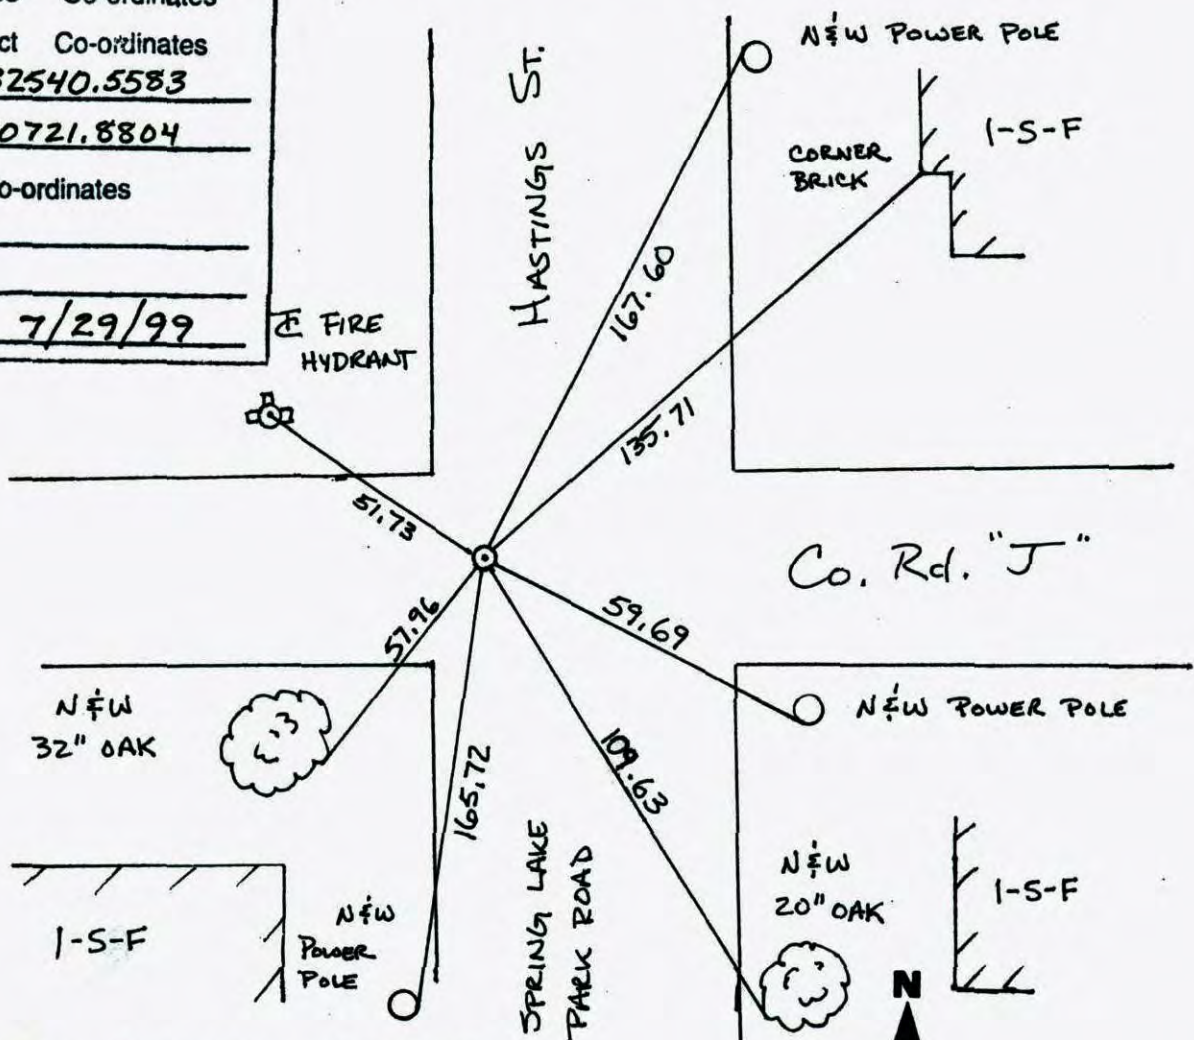 Co-ordinates
ct Co-ordinates
32540.5583
0721.8804
o-ordinates
7/29/99
℄ FIRE
HYDRANT
HASTINGS ST.
N&W POWER POLE
CORNER
BRICK
1-S-F
167.60
135.71
51.73
Co. Rd. "J"
57.96
59.69
N&W
32" OAK
N&W POWER POLE
165.72
109.63
1-S-F
N&W
POWER
POLE
SPRING LAKE
PARK ROAD
N&W
20" OAK
1-S-F
N